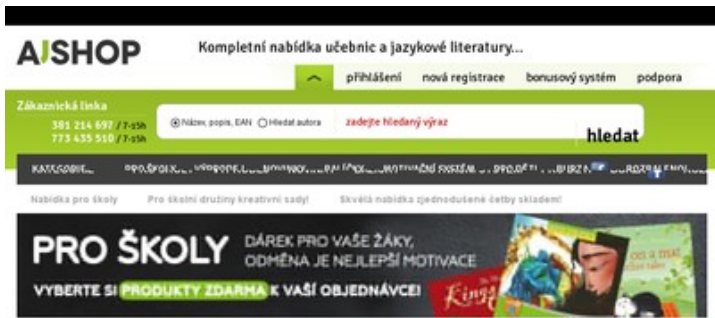 AJSHOP
Kompletní nabídka učebnic a jazykové literatury...
přihlášení nová registrace bonusový systém podpora
Zákaznická linka
381 214 697 / 7-15h
773 435 510 / 7-15h
Název, popis, EAN Hledat autora zadejte hledaný výraz
hledat
Nabídka pro školy Pro školní družiny kreativní sady! Skvělá nabídka zjednodušené četby skladem!
PRO ŠKOLY
DÁREK PRO VAŠE ŽÁKY,
ODMĚNA JE NEJLEPŠÍ MOTIVACE
VYBERTE SI PRODUKTY ZDARMA K VAŠÍ OBJEDNÁVCE!